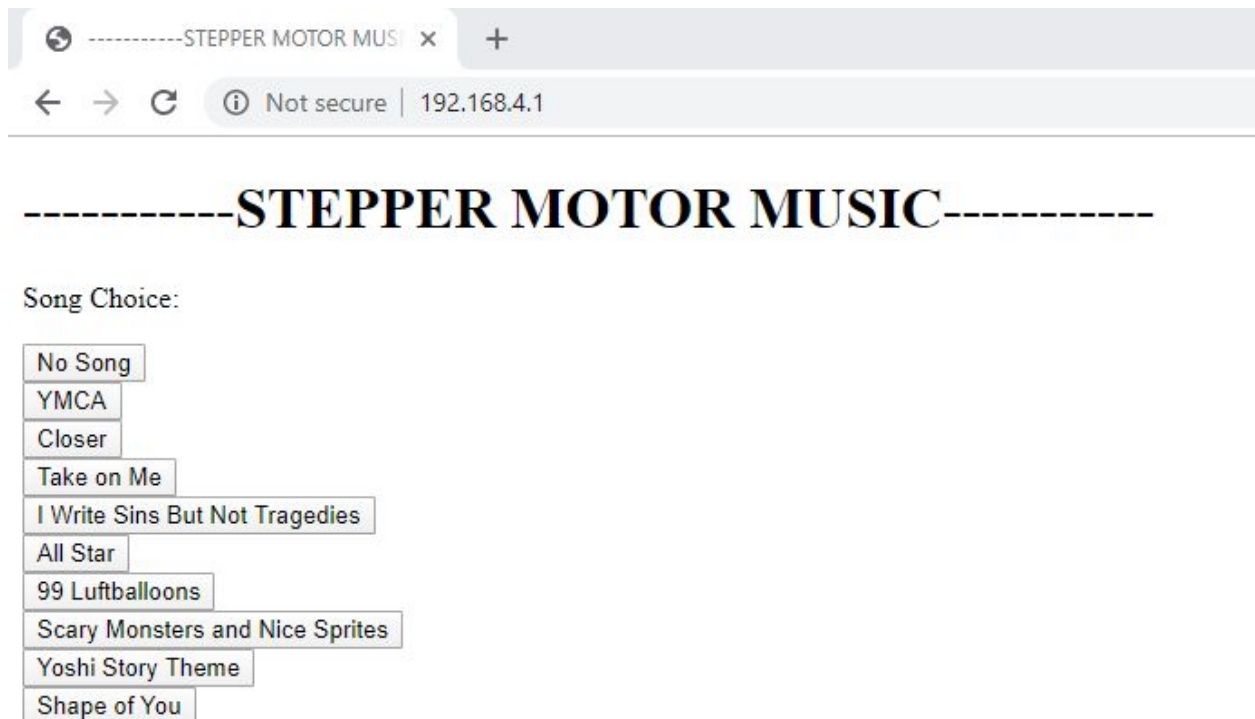 -----------STEPPER MOTOR MUSI
Not secure | 192.168.4.1
-----------STEPPER MOTOR MUSIC-----------
Song Choice:
No Song
YMCA
Closer
Take on Me
I Write Sins But Not Tragedies
All Star
99 Luftballoons
Scary Monsters and Nice Sprites
Yoshi Story Theme
Shape of You